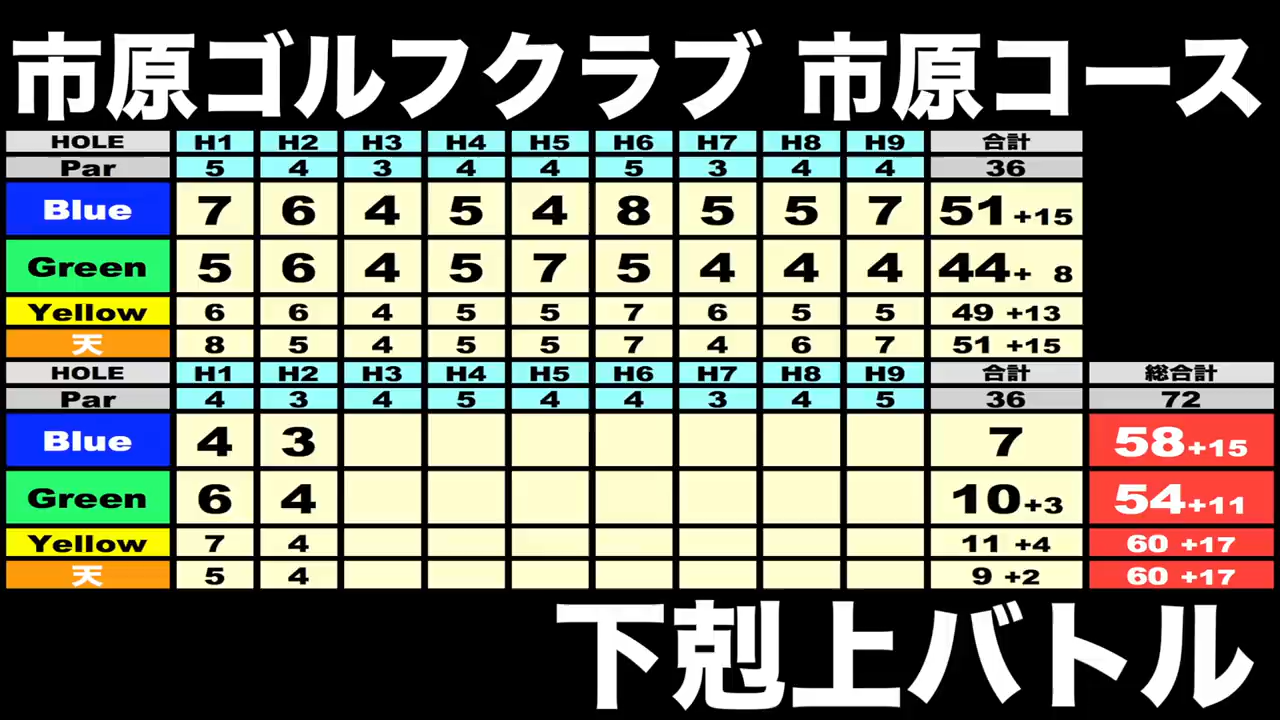 市原ゴルフクラブ 市原コース
HOLE H1 H2 H3 H4 H5 H6 H7 H8 H9 合計
Par 5 4 3 4 4 5 3 4 4 36
Blue 7 6 4 5 4 8 5 5 7 51 +15
Green 5 6 4 5 7 5 4 4 4 44 + 8
Yellow 6 6 4 5 5 7 6 5 5 49 +13
天 8 5 4 5 5 7 4 6 7 51 +15
HOLE H1 H2 H3 H4 H5 H6 H7 H8 H9 合計 総合計
Par 4 3 4 5 4 4 3 4 5 36 72
Blue 4 3 7 58 +15
Green 6 4 10 +3 54 +11
Yellow 7 4 11 +4 60 +17
天 5 4 9 +2 60 +17
下剋上バトル